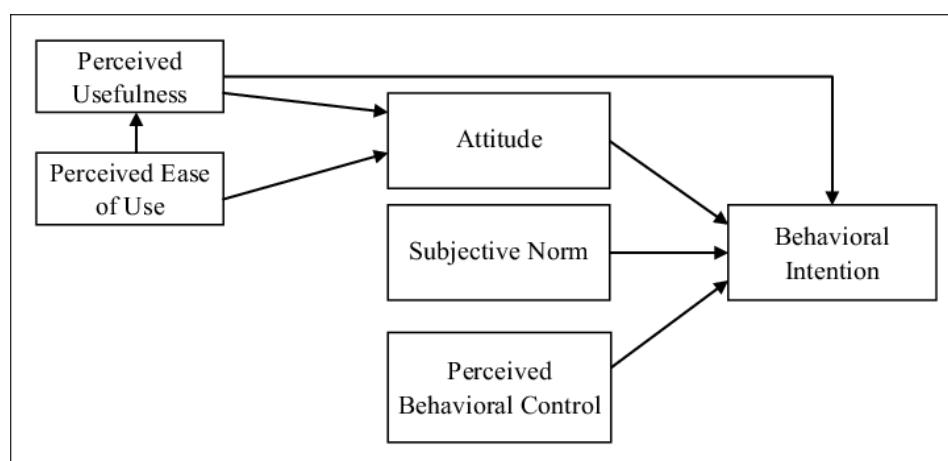 Perceived
Usefulness
Perceived Ease
of Use
Attitude
Subjective Norm
Perceived
Behavioral Control
Behavioral
Intention